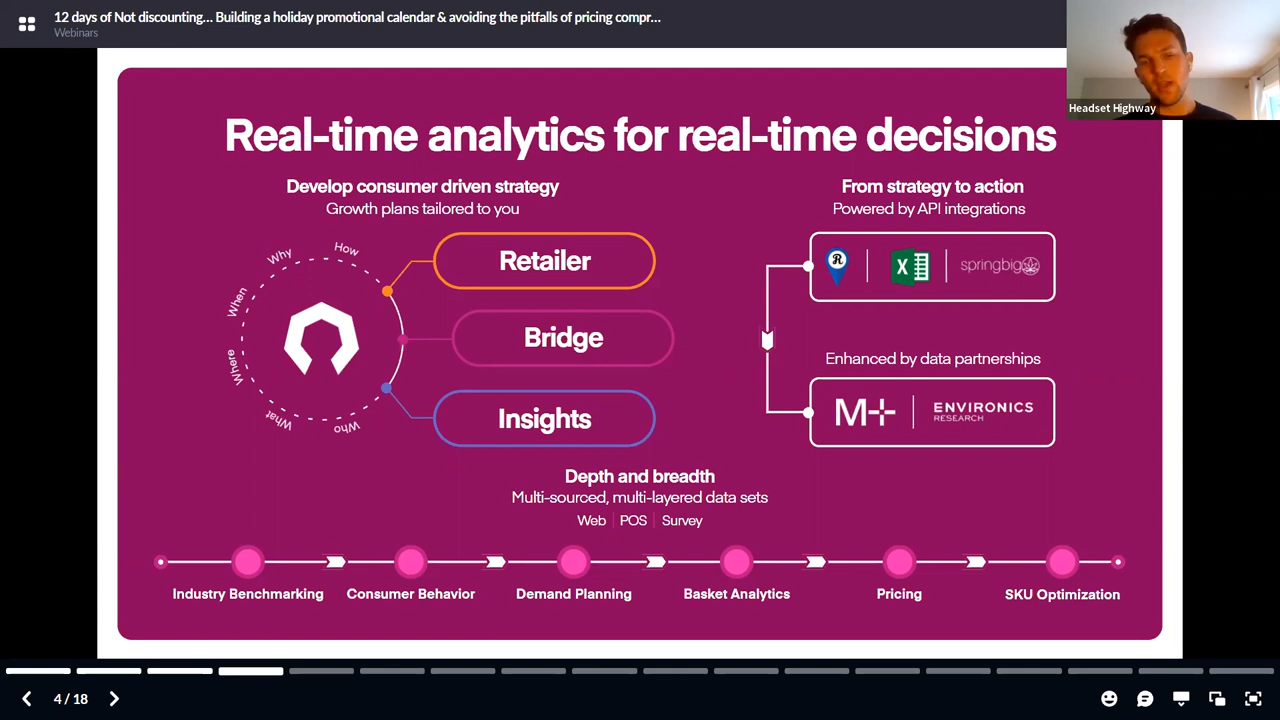 12 days of Not discounting... Building a holiday promotional calendar & avoiding the pitfalls of pricing compr...
Webinars
Headset Highway
Real-time analytics for real-time decisions
Develop consumer driven strategy
Growth plans tailored to you
Why
How
When
Where
What
Who
Retailer
Bridge
Insights
From strategy to action
Powered by API integrations
R
X
springbig
Enhanced by data partnerships
M+
ENVIRONICS
RESEARCH
Depth and breadth
Multi-sourced, multi-layered data sets
Web | POS | Survey
Industry Benchmarking
Consumer Behavior
Demand Planning
Basket Analytics
Pricing
SKU Optimization
4 / 18